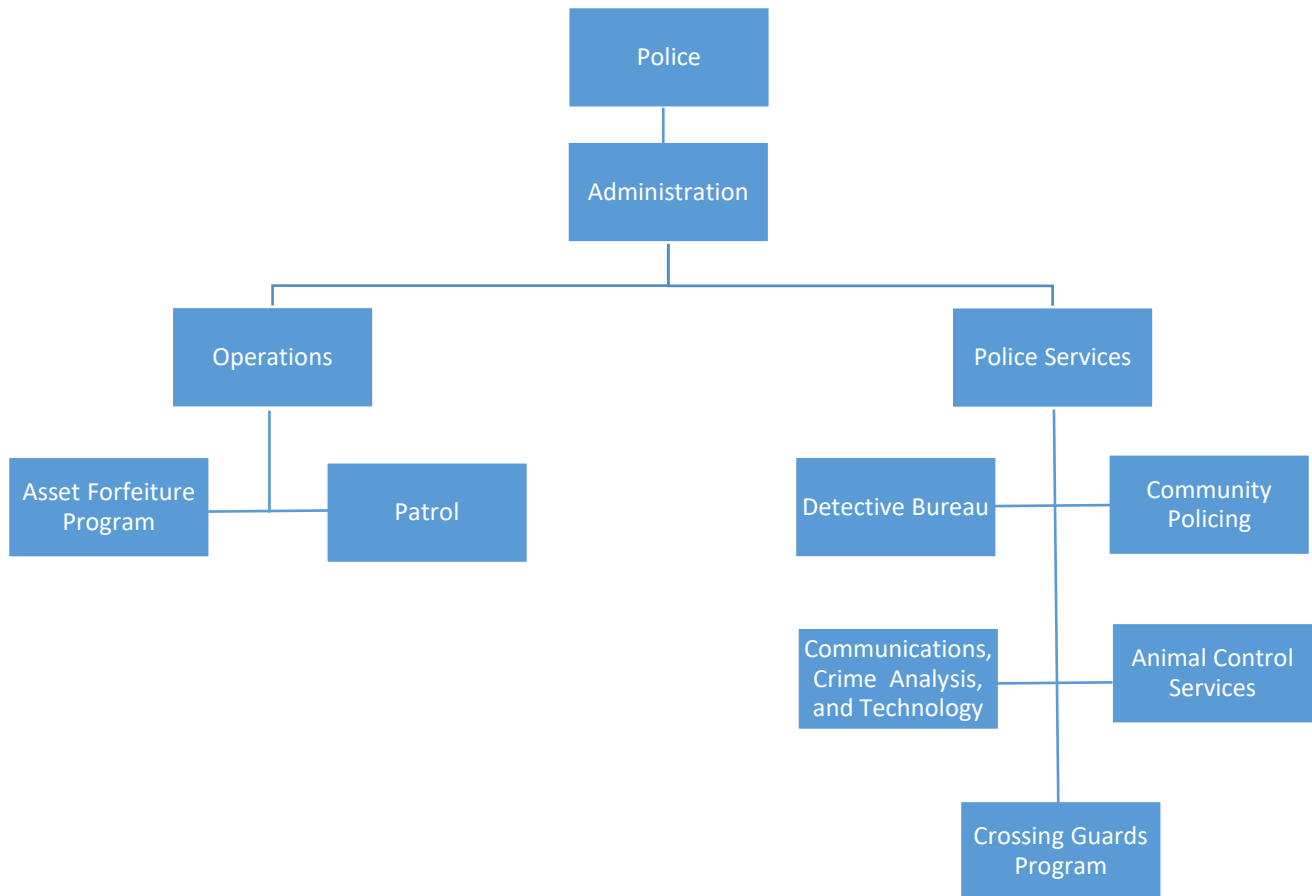 Police
Administration
Operations
Police Services
Asset Forfeiture
Program
Patrol
Detective Bureau
Community
Policing
Communications,
Crime Analysis,
and Technology
Animal Control
Services
Crossing Guards
Program